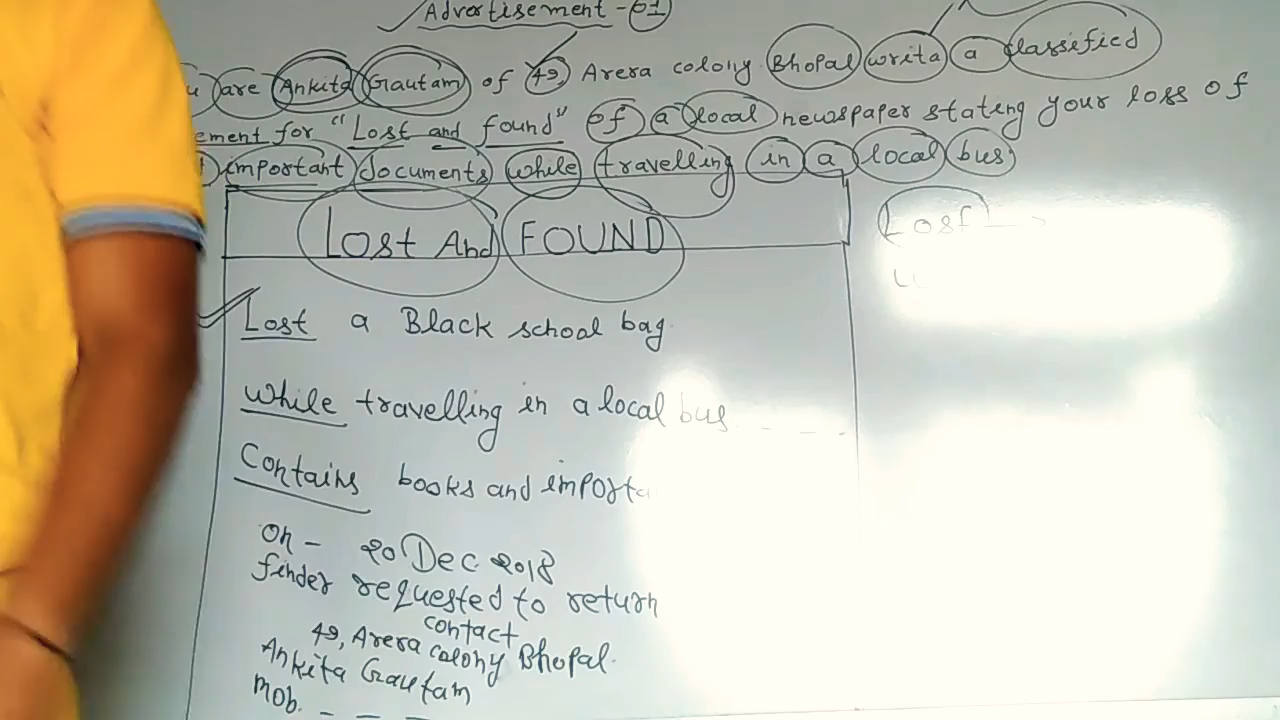 Advertisement - 01
are Ankita Gautam of 49, Arera colony Bhopal write a classified
ement for "Lost and found" of a local newspaper stating your loss of
important documents while travelling in a local bus
Lost And FOUND
Lost
Lost a Black school bag.
While travelling in a local bus
Contains books and importa
On - 20 Dec 2018
finder requested to return
contact
49, Arera colony Bhopal.
Ankita Gautam
Mob. - - -